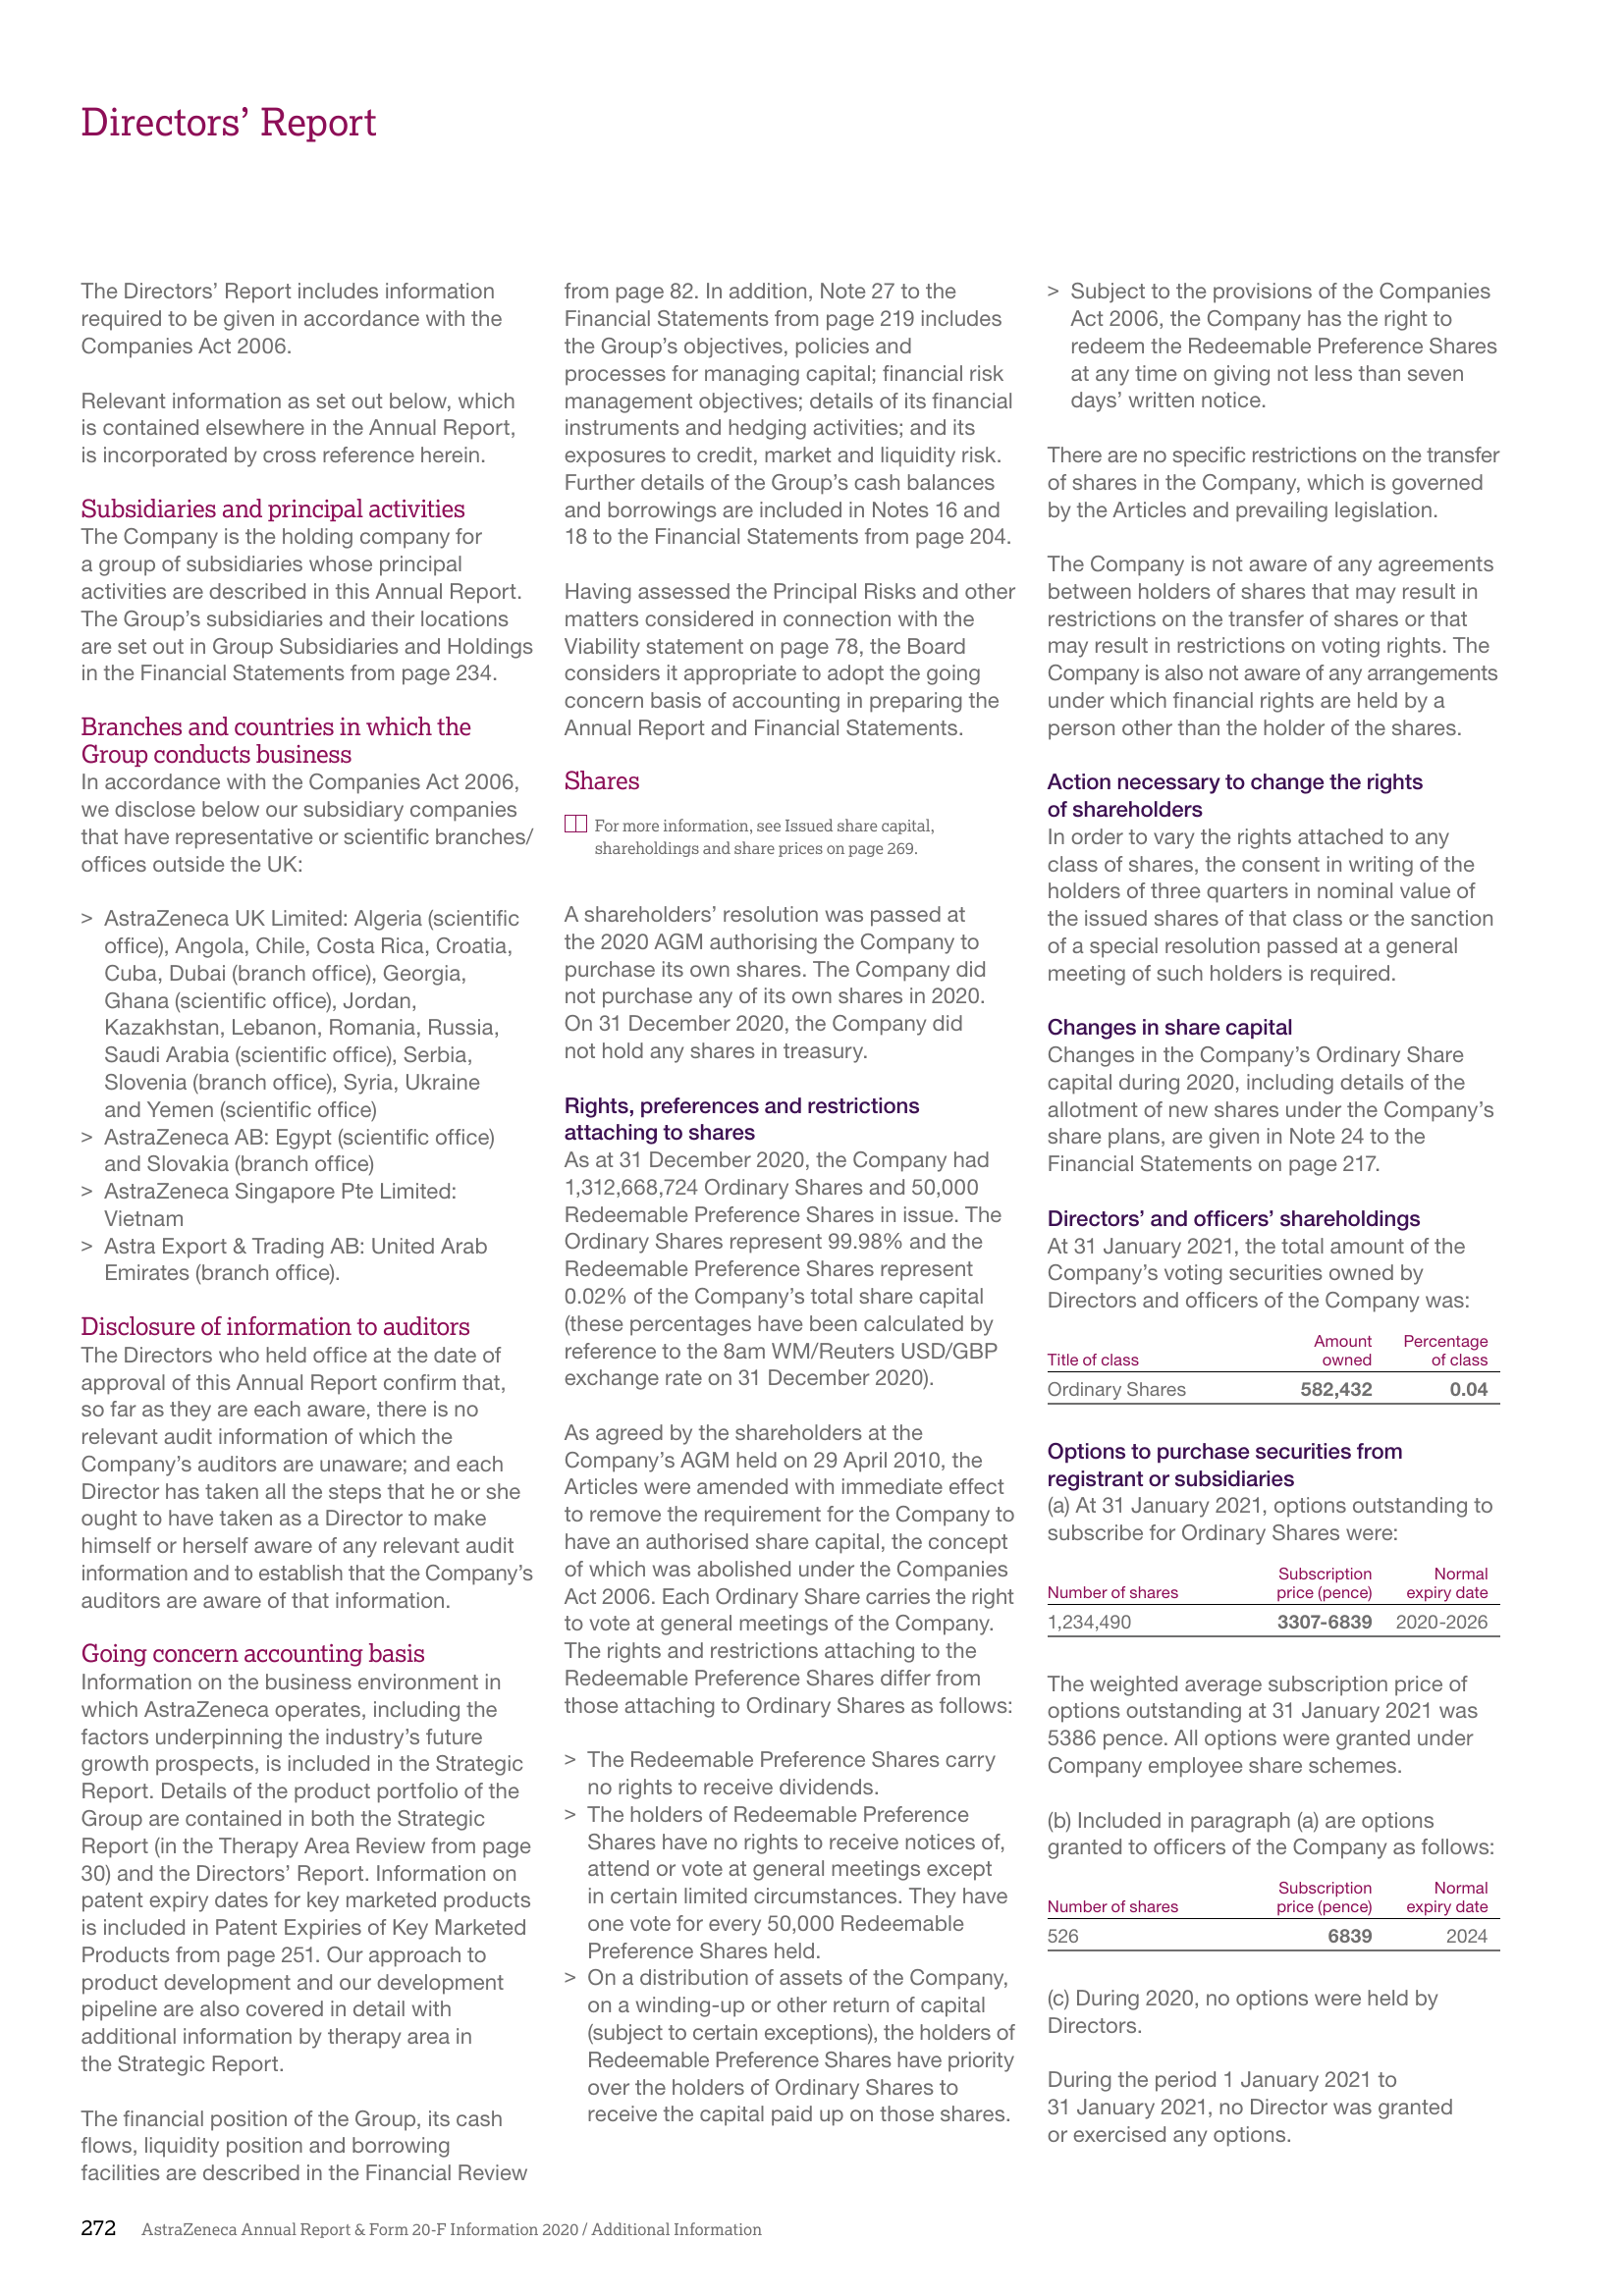 Directors’ Report
The Directors’ Report includes information
required to be given in accordance with the
Companies Act 2006.
Relevant information as set out below, which
is contained elsewhere in the Annual Report,
is incorporated by cross reference herein.
Subsidiaries and principal activities
The Company is the holding company for
a group of subsidiaries whose principal
activities are described in this Annual Report.
The Group’s subsidiaries and their locations
are set out in Group Subsidiaries and Holdings
in the Financial Statements from page 234.
Branches and countries in which the
Group conducts business
In accordance with the Companies Act 2006,
we disclose below our subsidiary companies
that have representative or scientific branches/
offices outside the UK:
> AstraZeneca UK Limited: Algeria (scientific
office), Angola, Chile, Costa Rica, Croatia,
Cuba, Dubai (branch office), Georgia,
Ghana (scientific office), Jordan,
Kazakhstan, Lebanon, Romania, Russia,
Saudi Arabia (scientific office), Serbia,
Slovenia (branch office), Syria, Ukraine
and Yemen (scientific office)
> AstraZeneca AB: Egypt (scientific office)
and Slovakia (branch office)
> AstraZeneca Singapore Pte Limited:
Vietnam
> Astra Export & Trading AB: United Arab
Emirates (branch office).
Disclosure of information to auditors
The Directors who held office at the date of
approval of this Annual Report confirm that,
so far as they are each aware, there is no
relevant audit information of which the
Company’s auditors are unaware; and each
Director has taken all the steps that he or she
ought to have taken as a Director to make
himself or herself aware of any relevant audit
information and to establish that the Company’s
auditors are aware of that information.
Going concern accounting basis
Information on the business environment in
which AstraZeneca operates, including the
factors underpinning the industry’s future
growth prospects, is included in the Strategic
Report. Details of the product portfolio of the
Group are contained in both the Strategic
Report (in the Therapy Area Review from page
30) and the Directors’ Report. Information on
patent expiry dates for key marketed products
is included in Patent Expiries of Key Marketed
Products from page 251. Our approach to
product development and our development
pipeline are also covered in detail with
additional information by therapy area in
the Strategic Report.
The financial position of the Group, its cash
flows, liquidity position and borrowing
facilities are described in the Financial Review
from page 82. In addition, Note 27 to the
Financial Statements from page 219 includes
the Group’s objectives, policies and
processes for managing capital; financial risk
management objectives; details of its financial
instruments and hedging activities; and its
exposures to credit, market and liquidity risk.
Further details of the Group’s cash balances
and borrowings are included in Notes 16 and
18 to the Financial Statements from page 204.
Having assessed the Principal Risks and other
matters considered in connection with the
Viability statement on page 78, the Board
considers it appropriate to adopt the going
concern basis of accounting in preparing the
Annual Report and Financial Statements.
Shares
For more information, see Issued share capital,
shareholdings and share prices on page 269.
A shareholders’ resolution was passed at
the 2020 AGM authorising the Company to
purchase its own shares. The Company did
not purchase any of its own shares in 2020.
On 31 December 2020, the Company did
not hold any shares in treasury.
Rights, preferences and restrictions
attaching to shares
As at 31 December 2020, the Company had
1,312,668,724 Ordinary Shares and 50,000
Redeemable Preference Shares in issue. The
Ordinary Shares represent 99.98% and the
Redeemable Preference Shares represent
0.02% of the Company’s total share capital
(these percentages have been calculated by
reference to the 8am WM/Reuters USD/GBP
exchange rate on 31 December 2020).
As agreed by the shareholders at the
Company’s AGM held on 29 April 2010, the
Articles were amended with immediate effect
to remove the requirement for the Company to
have an authorised share capital, the concept
of which was abolished under the Companies
Act 2006. Each Ordinary Share carries the right
to vote at general meetings of the Company.
The rights and restrictions attaching to the
Redeemable Preference Shares differ from
those attaching to Ordinary Shares as follows:
> The Redeemable Preference Shares carry
no rights to receive dividends.
> The holders of Redeemable Preference
Shares have no rights to receive notices of,
attend or vote at general meetings except
in certain limited circumstances. They have
one vote for every 50,000 Redeemable
Preference Shares held.
> On a distribution of assets of the Company,
on a winding-up or other return of capital
(subject to certain exceptions), the holders of
Redeemable Preference Shares have priority
over the holders of Ordinary Shares to
receive the capital paid up on those shares.
> Subject to the provisions of the Companies
Act 2006, the Company has the right to
redeem the Redeemable Preference Shares
at any time on giving not less than seven
days’ written notice.
There are no specific restrictions on the transfer
of shares in the Company, which is governed
by the Articles and prevailing legislation.
The Company is not aware of any agreements
between holders of shares that may result in
restrictions on the transfer of shares or that
may result in restrictions on voting rights. The
Company is also not aware of any arrangements
under which financial rights are held by a
person other than the holder of the shares.
Action necessary to change the rights
of shareholders
In order to vary the rights attached to any
class of shares, the consent in writing of the
holders of three quarters in nominal value of
the issued shares of that class or the sanction
of a special resolution passed at a general
meeting of such holders is required.
Changes in share capital
Changes in the Company’s Ordinary Share
capital during 2020, including details of the
allotment of new shares under the Company’s
share plans, are given in Note 24 to the
Financial Statements on page 217.
Directors’ and officers’ shareholdings
At 31 January 2021, the total amount of the
Company’s voting securities owned by
Directors and officers of the Company was:
Amount Percentage
Title of class owned of class
Ordinary Shares 582,432 0.04
Options to purchase securities from
registrant or subsidiaries
(a) At 31 January 2021, options outstanding to
subscribe for Ordinary Shares were:
Subscription Normal
Number of shares price (pence) expiry date
1,234,490 3307-6839 2020-2026
The weighted average subscription price of
options outstanding at 31 January 2021 was
5386 pence. All options were granted under
Company employee share schemes.
(b) Included in paragraph (a) are options
granted to officers of the Company as follows:
Subscription Normal
Number of shares price (pence) expiry date
526 6839 2024
(c) During 2020, no options were held by
Directors.
During the period 1 January 2021 to
31 January 2021, no Director was granted
or exercised any options.
272 AstraZeneca Annual Report & Form 20-F Information 2020 / Additional Information